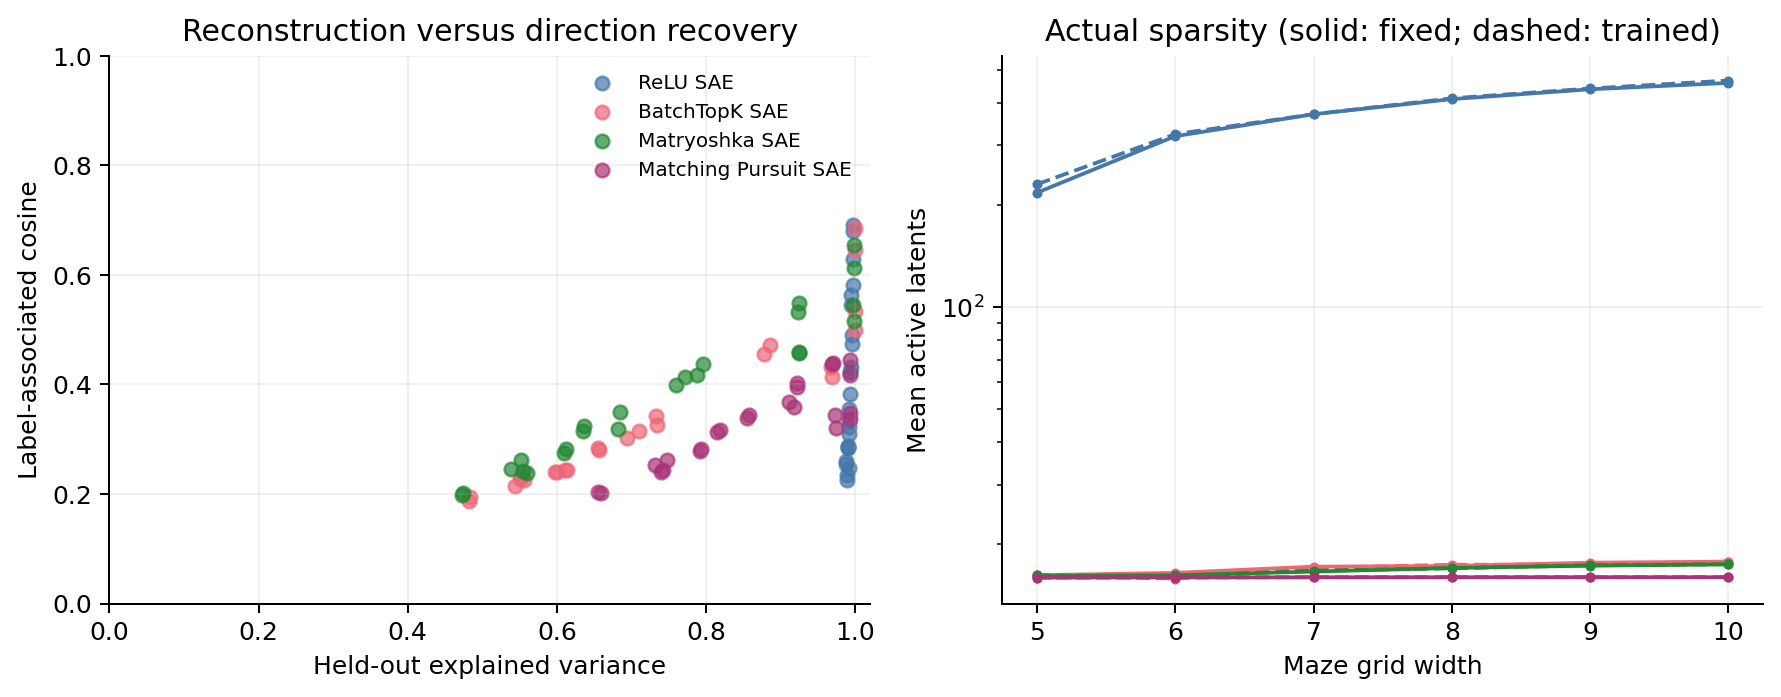 Reconstruction versus direction recovery
1.0
0.8
0.6
0.4
0.2
0.0
Label-associated cosine
ReLU SAE
BatchTopK SAE
Matryoshka SAE
Matching Pursuit SAE
0.0 0.2 0.4 0.6 0.8 1.0
Held-out explained variance
Actual sparsity (solid: fixed; dashed: trained)
10²
Mean active latents
5 6 7 8 9 10
Maze grid width